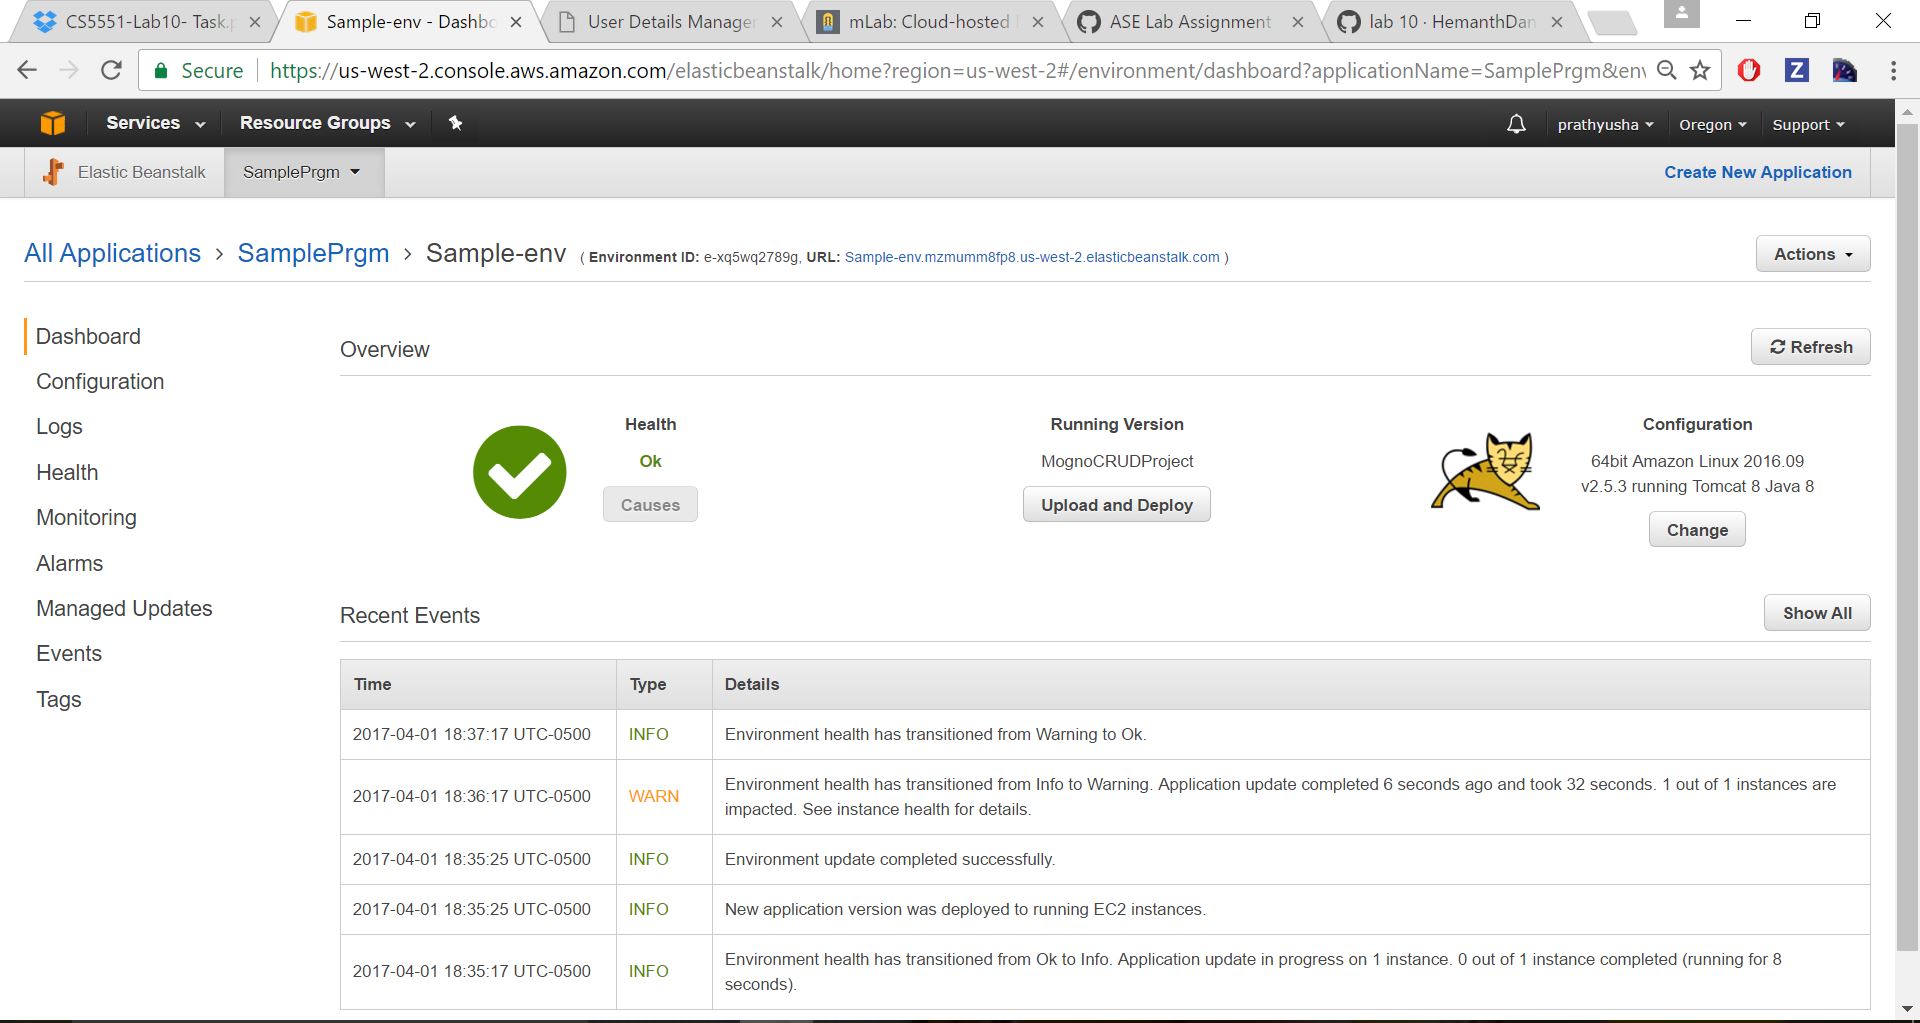 CS5551-Lab10- Task.p
Sample-env - Dashbo
User Details Manager
mLab: Cloud-hosted
ASE Lab Assignment
lab 10 · HemanthDan
Secure
https://us-west-2.console.aws.amazon.com/elasticbeanstalk/home?region=us-west-2#/environment/dashboard?applicationName=SamplePrgm&env
Z
Services
Resource Groups
prathyusha
Oregon
Support
Elastic Beanstalk
SamplePrgm
Create New Application
All Applications › SamplePrgm › Sample-env ( Environment ID: e-xq5wq2789g, URL: Sample-env.mzmumm8fp8.us-west-2.elasticbeanstalk.com )
Actions
Dashboard
Configuration
Logs
Health
Monitoring
Alarms
Managed Updates
Events
Tags
Overview
Refresh
Health
Ok
Causes
Running Version
MognoCRUDProject
Upload and Deploy
Configuration
64bit Amazon Linux 2016.09
v2.5.3 running Tomcat 8 Java 8
Change
Recent Events
Show All
Time Type Details
2017-04-01 18:37:17 UTC-0500 INFO Environment health has transitioned from Warning to Ok.
2017-04-01 18:36:17 UTC-0500 WARN Environment health has transitioned from Info to Warning. Application update completed 6 seconds ago and took 32 seconds. 1 out of 1 instances are
impacted. See instance health for details.
2017-04-01 18:35:25 UTC-0500 INFO Environment update completed successfully.
2017-04-01 18:35:25 UTC-0500 INFO New application version was deployed to running EC2 instances.
2017-04-01 18:35:17 UTC-0500 INFO Environment health has transitioned from Ok to Info. Application update in progress on 1 instance. 0 out of 1 instance completed (running for 8
seconds).